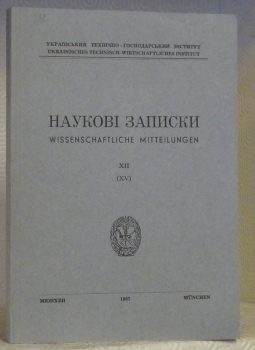 УКРАЇНСЬКИЙ ТЕХНІЧНО-ГОСПОДАРСЬКИЙ ІНСТИТУТ
UKRAINISCHES TECHNISCH-WIRTSCHAFTLICHES INSTITUT
НАУКОВІ ЗАПИСКИ
WISSENSCHAFTLICHE MITTEILUNGEN
XII
(XV)
МЮНХЕН 1967 MÜNCHEN